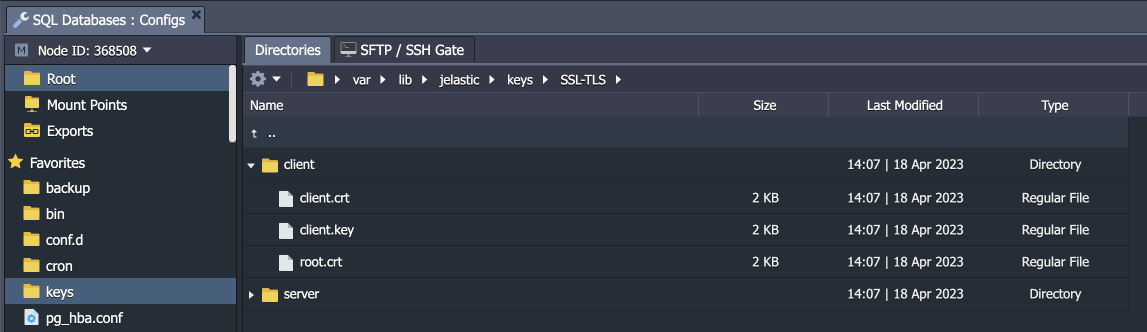 SQL Databases : Configs
M Node ID: 368508
Root
Mount Points
Exports
Favorites
backup
bin
conf.d
cron
keys
pg_hba.conf
Directories
SFTP / SSH Gate
var lib jelastic keys SSL-TLS
Name Size Last Modified Type
..
client 14:07 | 18 Apr 2023 Directory
client.crt 2 KB 14:07 | 18 Apr 2023 Regular File
client.key 2 KB 14:07 | 18 Apr 2023 Regular File
root.crt 2 KB 14:07 | 18 Apr 2023 Regular File
server 14:07 | 18 Apr 2023 Directory